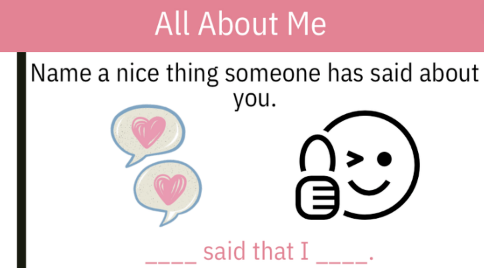 All About Me
Name a nice thing someone has said about
you.
____ said that I ____.